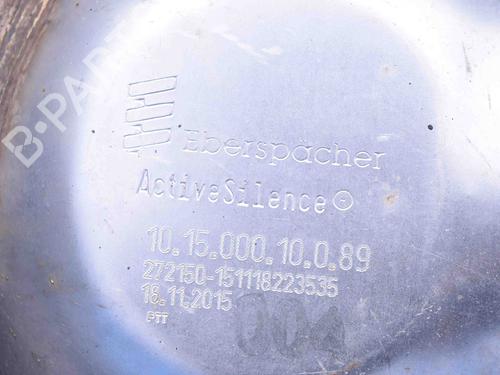 B-PARTS
Eberspächer
ActiveSilence®
10.15.000.10.0.89
272150-151118223535
18.11.2015
PTT
004